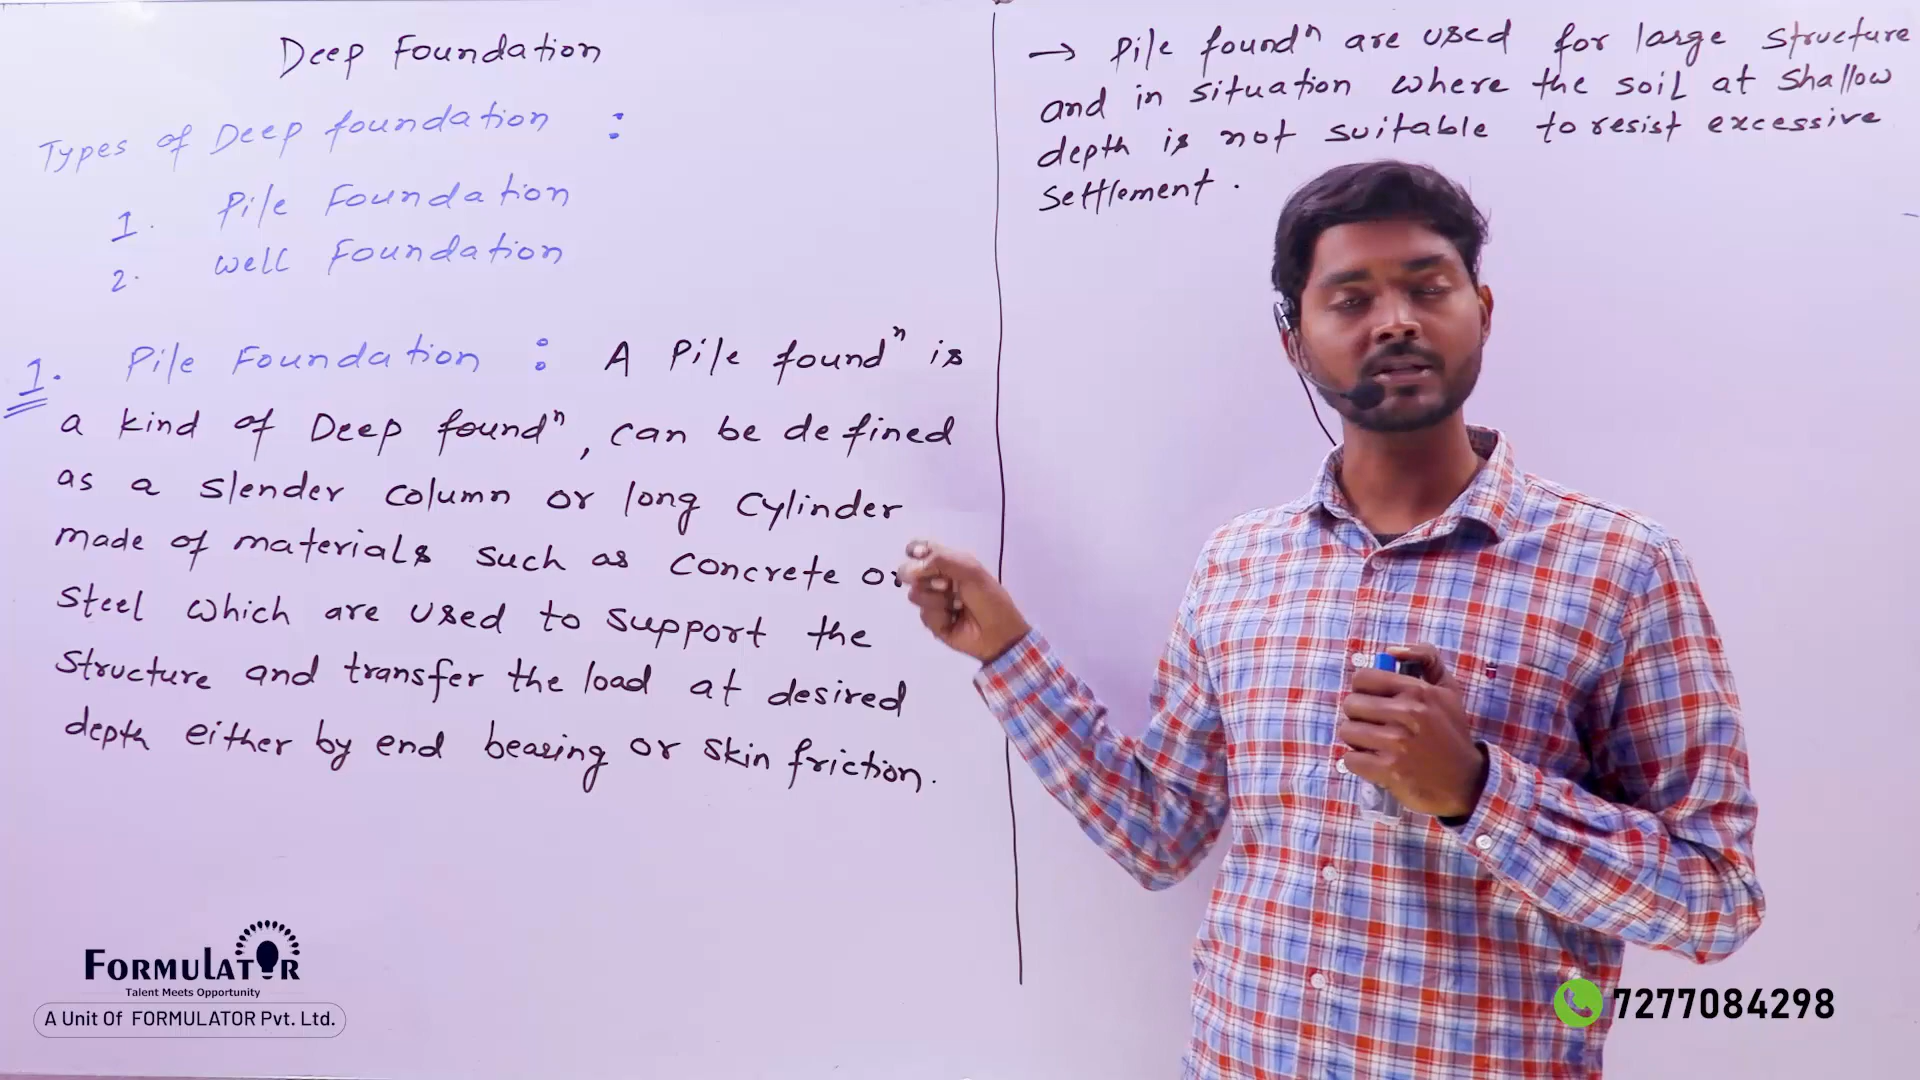 Deep Foundation
Types of Deep foundation :
1. Pile Foundation
2. Well Foundation
1. Pile Foundation : A Pile foundⁿ is
a kind of Deep foundⁿ, can be defined
as a slender column or long cylinder
made of materials such as concrete or
steel which are used to support the
structure and transfer the load at desired
depth either by end bearing or skin friction.
→ Pile foundⁿ are used for large structure
and in situation where the soil at shallow
depth is not suitable to resist excessive
settlement.
FORMULATOR
Talent Meets Opportunity
A Unit Of FORMULATOR Pvt. Ltd.
7277084298